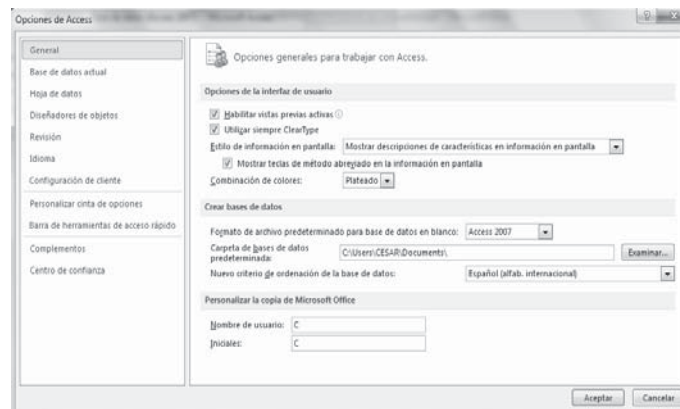 Opciones de Access
General
Base de datos actual
Hoja de datos
Diseñadores de objetos
Revisión
Idioma
Configuración de cliente
Personalizar cinta de opciones
Barra de herramientas de acceso rápido
Complementos
Centro de confianza
Opciones generales para trabajar con Access.
Opciones de la interfaz de usuario
Habilitar vistas previas activas
Utilizar siempre ClearType
Estilo de información en pantalla: Mostrar descripciones de características en información en pantalla
Mostrar teclas de método abreviado en la información en pantalla
Combinación de colores: Plateado
Crear bases de datos
Formato de archivo predeterminado para base de datos en blanco: Access 2007
Carpeta de bases de datos
predeterminada: C:\Users\CESAR\Documents\ Examinar...
Nuevo criterio de ordenación de la base de datos: Español (alfab. internacional)
Personalizar la copia de Microsoft Office
Nombre de usuario: C
Iniciales: C
Aceptar Cancelar